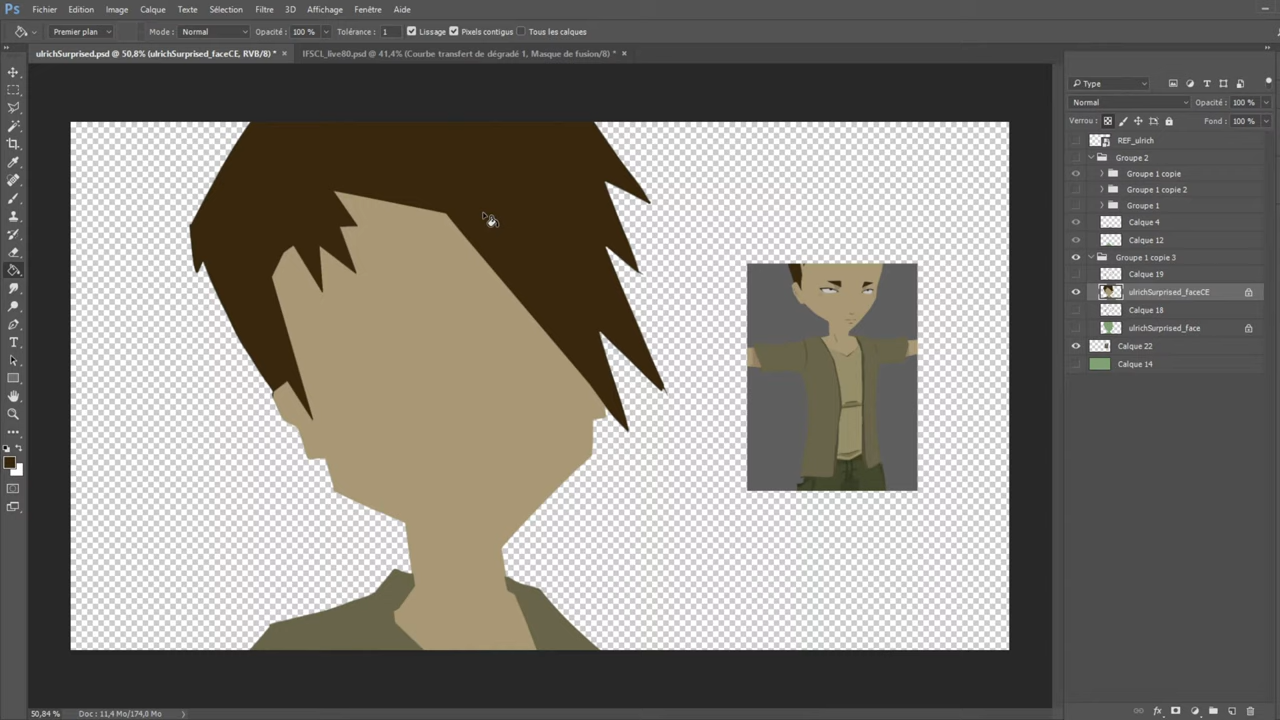 Ps Fichier Edition Image Calque Texte Sélection Filtre 3D Affichage Fenêtre Aide
Premier plan Mode : Normal Opacité : 100 % Tolérance : 1 Lissage Pixels contigus Tous les calques
ulrichSurprised.psd @ 50,8% (ulrichSurprised_faceCE, RVB/8) * × IFSCL_live80.psd @ 41,4% (Courbe transfert de dégradé 1, Masque de fusion/8) * ×
Type
Normal Opacité : 100 %
Verrou : Fond : 100 %
REF_ulrich
Groupe 2
Groupe 1 copie
Groupe 1 copie 2
Groupe 1
Calque 4
Calque 12
Groupe 1 copie 3
Calque 19
ulrichSurprised_faceCE
Calque 18
ulrichSurprised_face
Calque 22
Calque 14
50,84 % Doc : 11,4 Mo/174,0 Mo